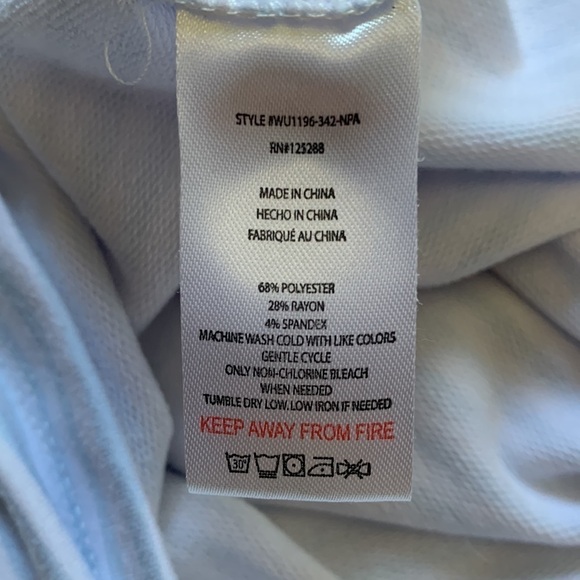 STYLE #WU1196-342-NPA
RN#125288
MADE IN CHINA
HECHO IN CHINA
FABRIQUÉ AU CHINA
68% POLYESTER
28% RAYON
4% SPANDEX
MACHINE WASH COLD WITH LIKE COLORS
GENTLE CYCLE
ONLY NON-CHLORINE BLEACH
WHEN NEEDED
TUMBLE DRY LOW. LOW IRON IF NEEDED
KEEP AWAY FROM FIRE
30°